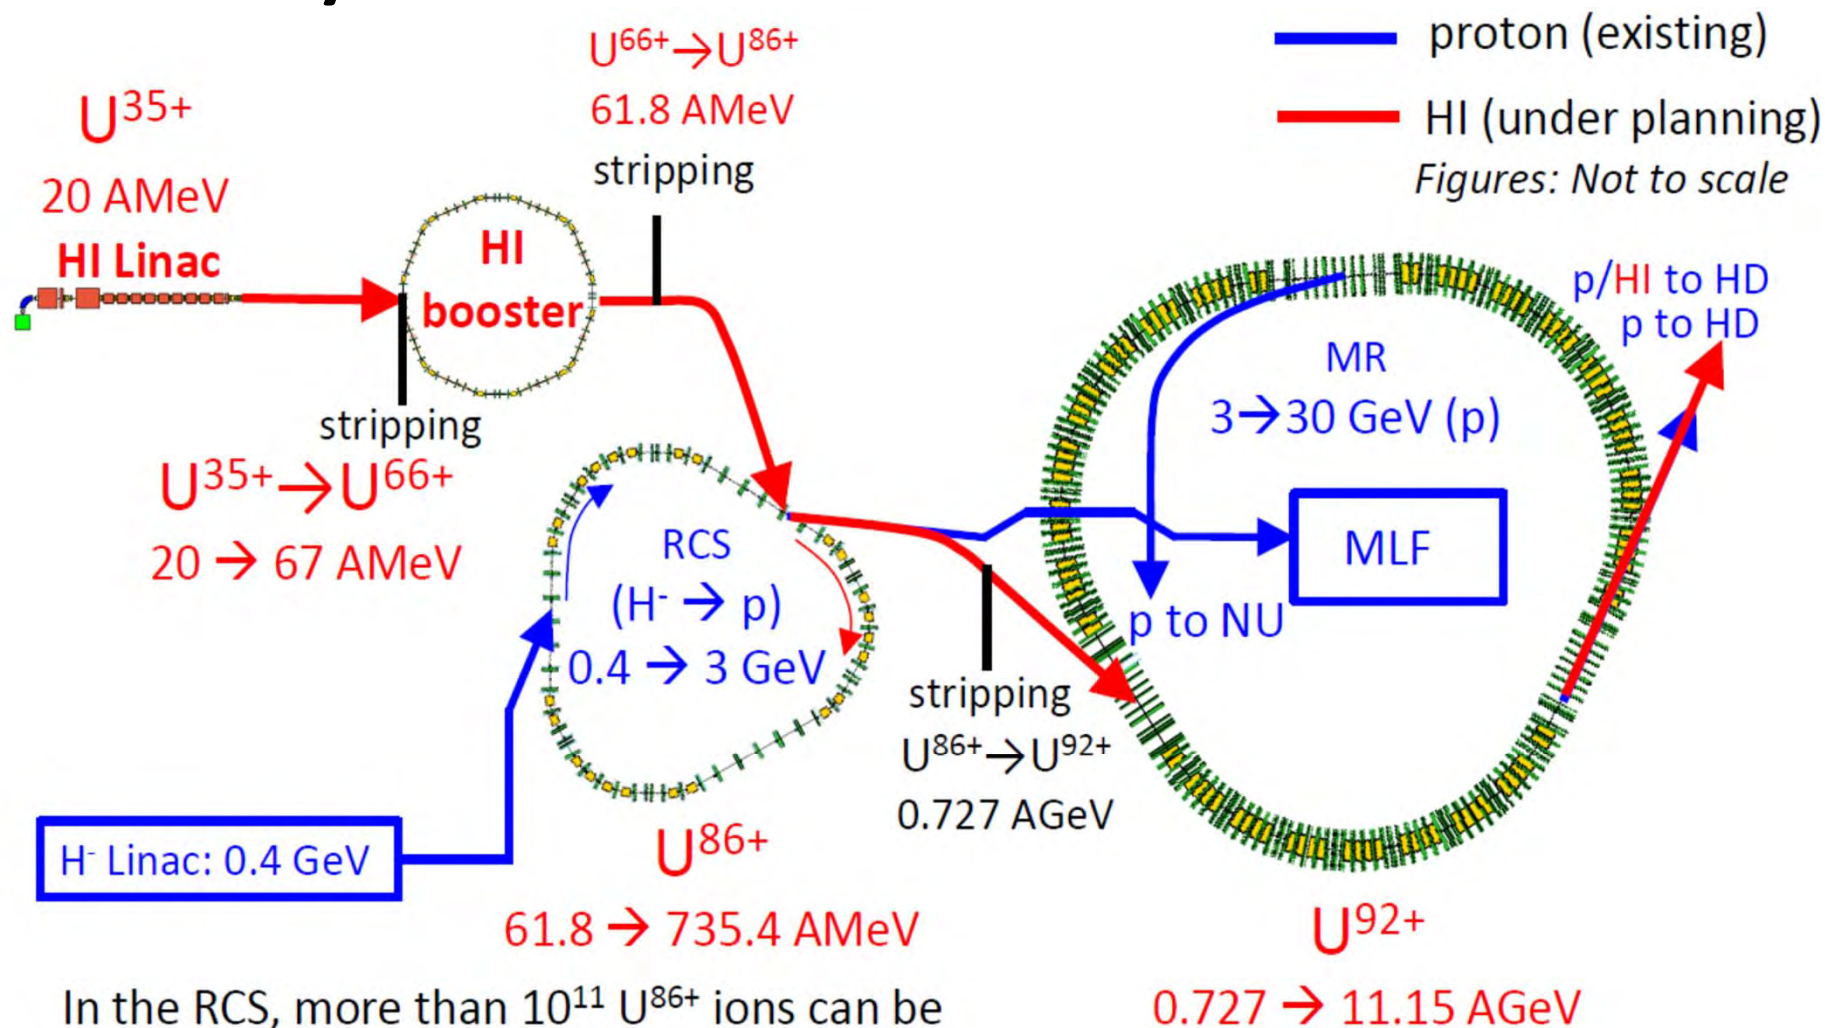 proton (existing)
HI (under planning)
Figures: Not to scale
U³⁵⁺
20 AMeV
HI Linac
U⁶⁶⁺→U⁸⁶⁺
61.8 AMeV
stripping
HI
booster
stripping
U³⁵⁺→U⁶⁶⁺
20 → 67 AMeV
RCS
(H⁻ → p)
0.4 → 3 GeV
H⁻ Linac: 0.4 GeV
U⁸⁶⁺
61.8 → 735.4 AMeV
In the RCS, more than 10¹¹ U⁸⁶⁺ ions can be
stripping
U⁸⁶⁺→U⁹²⁺
0.727 AGeV
p/HI to HD
p to HD
MR
3→30 GeV (p)
MLF
p to NU
U⁹²⁺
0.727 → 11.15 AGeV